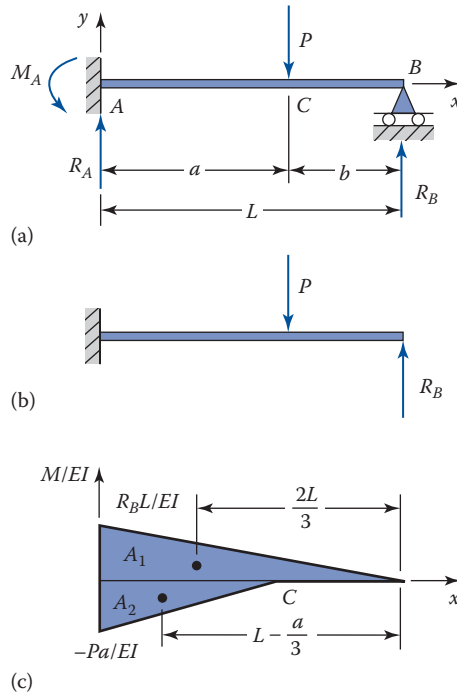 y
P
M_A
B
A
C
x
R_A
a
b
R_B
L
(a)
P
(b)
R_B
M/EI
R_BL/EI
2L/3
A_1
A_2
C
x
−Pa/EI
L − a/3
(c)